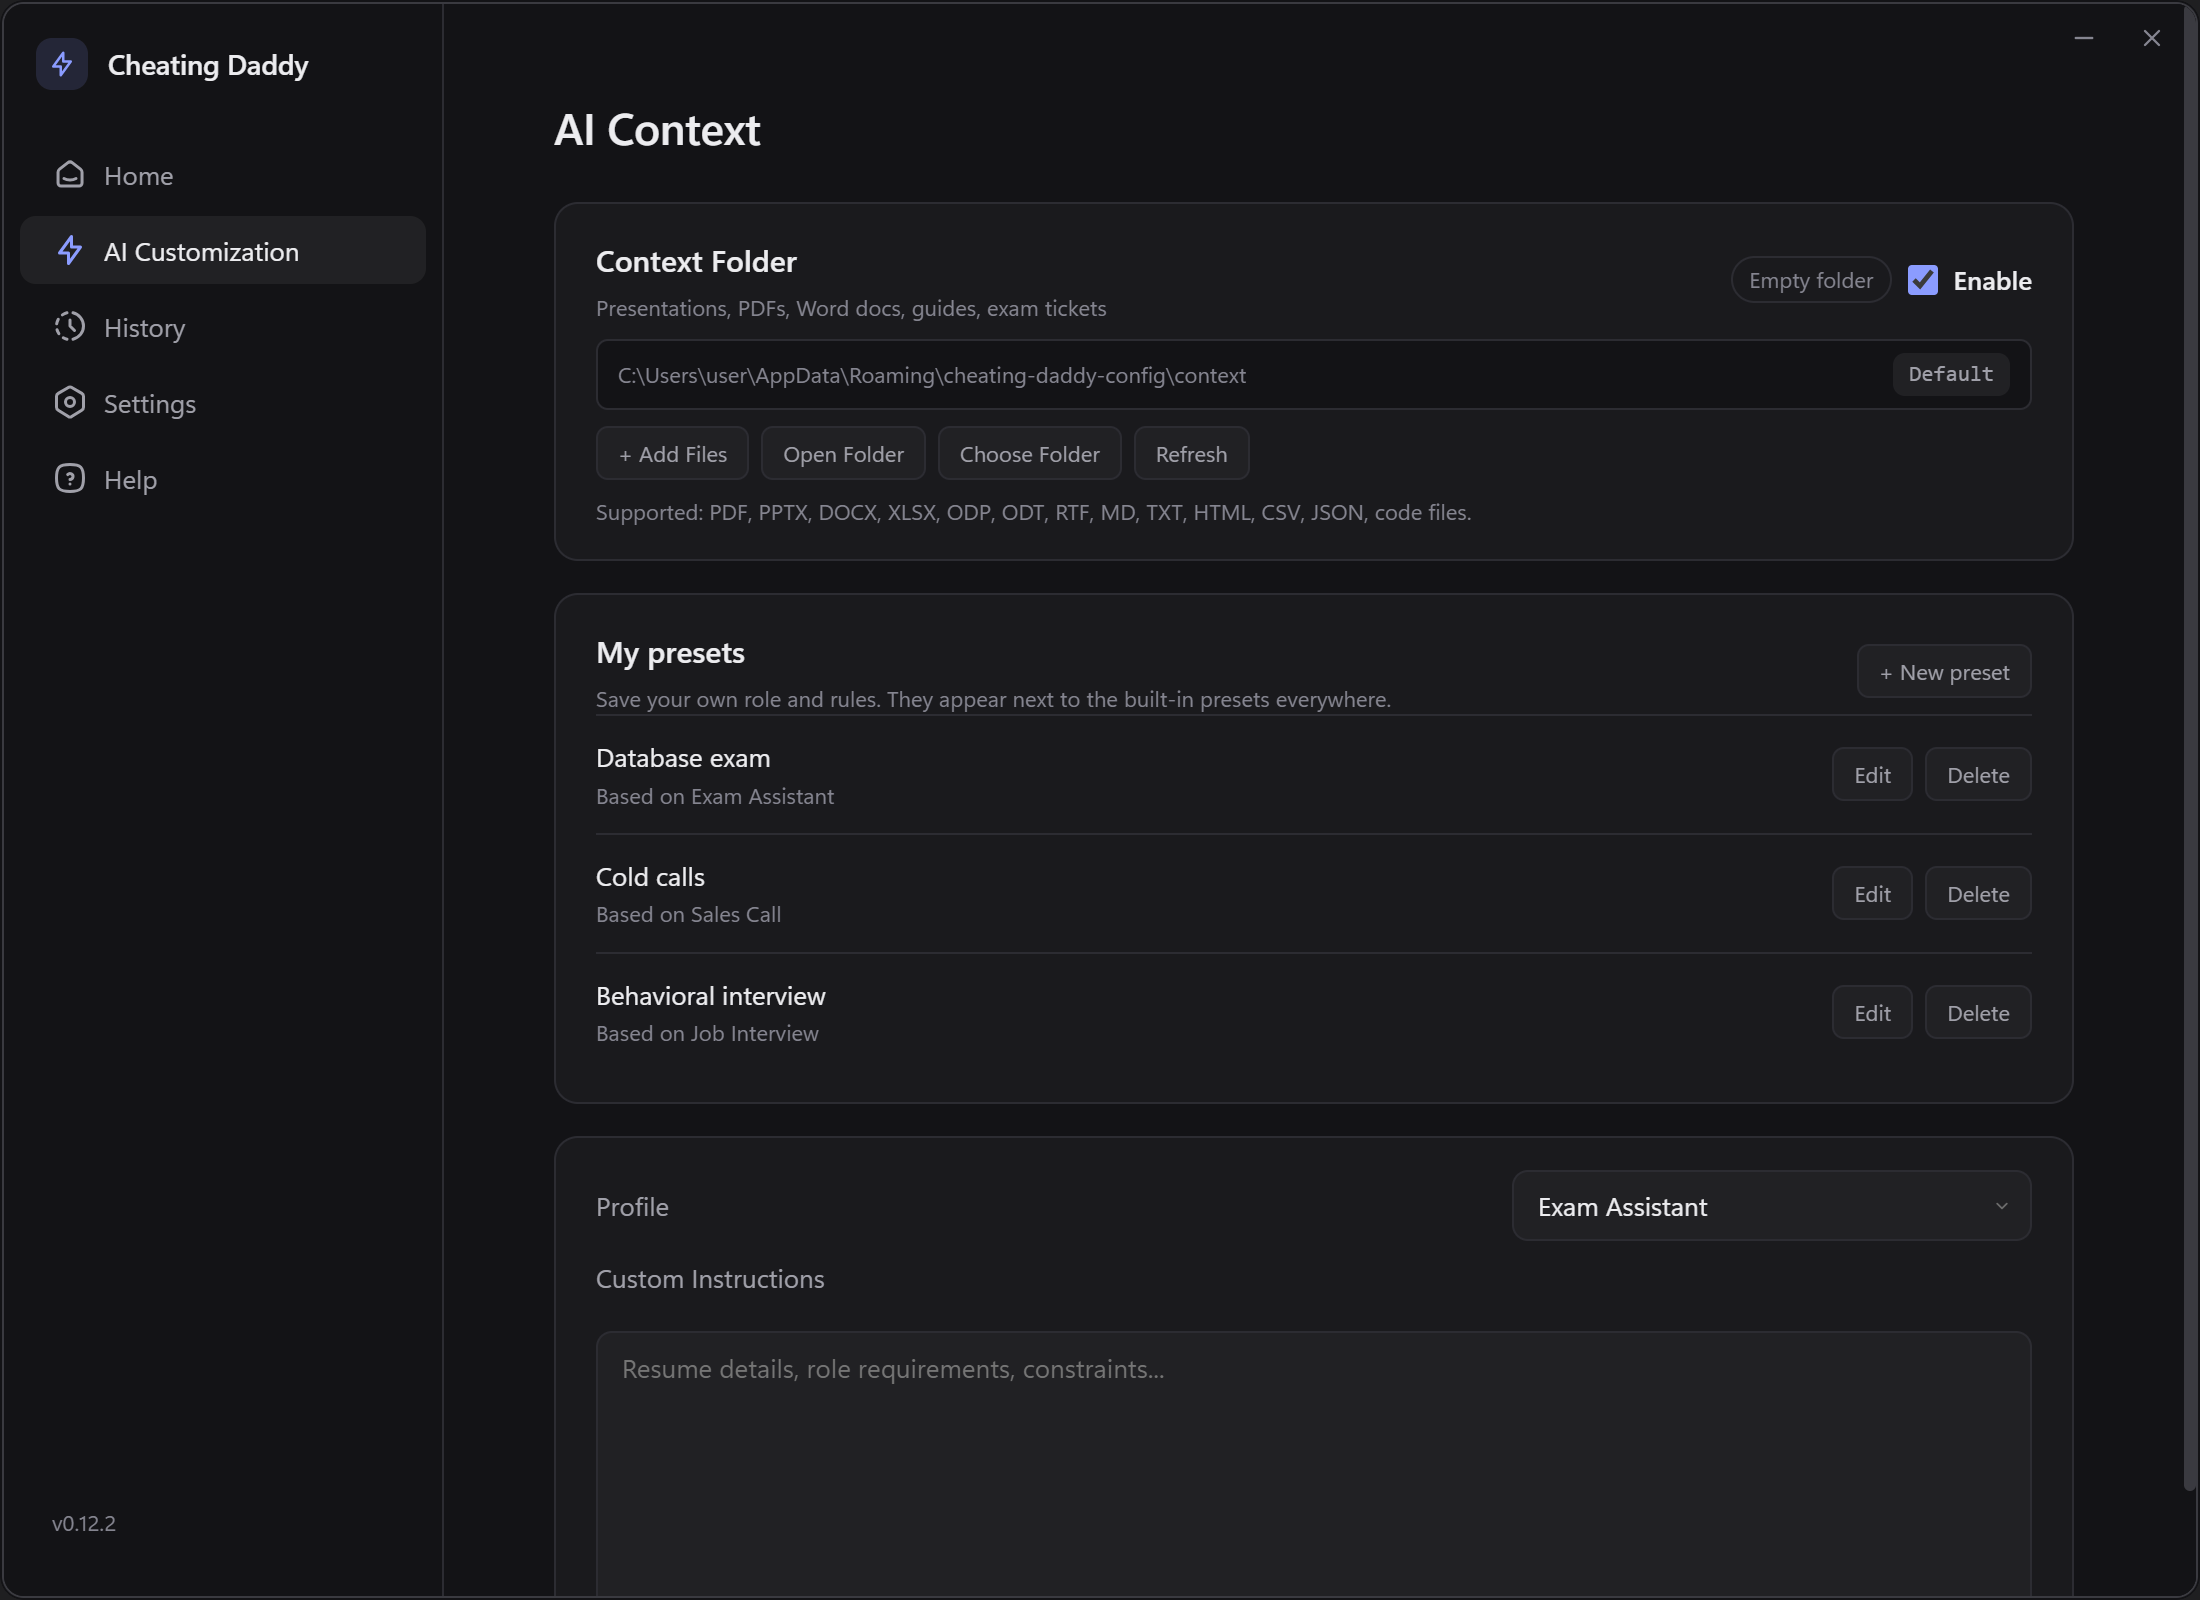 Cheating Daddy
Home
AI Customization
History
Settings
Help
v0.12.2
AI Context
Context Folder
Presentations, PDFs, Word docs, guides, exam tickets
Empty folder
Enable
C:\Users\user\AppData\Roaming\cheating-daddy-config\context
Default
+ Add Files
Open Folder
Choose Folder
Refresh
Supported: PDF, PPTX, DOCX, XLSX, ODP, ODT, RTF, MD, TXT, HTML, CSV, JSON, code files.
My presets
Save your own role and rules. They appear next to the built-in presets everywhere.
+ New preset
Database exam
Based on Exam Assistant
Edit
Delete
Cold calls
Based on Sales Call
Edit
Delete
Behavioral interview
Based on Job Interview
Edit
Delete
Profile
Exam Assistant
Custom Instructions
Resume details, role requirements, constraints...